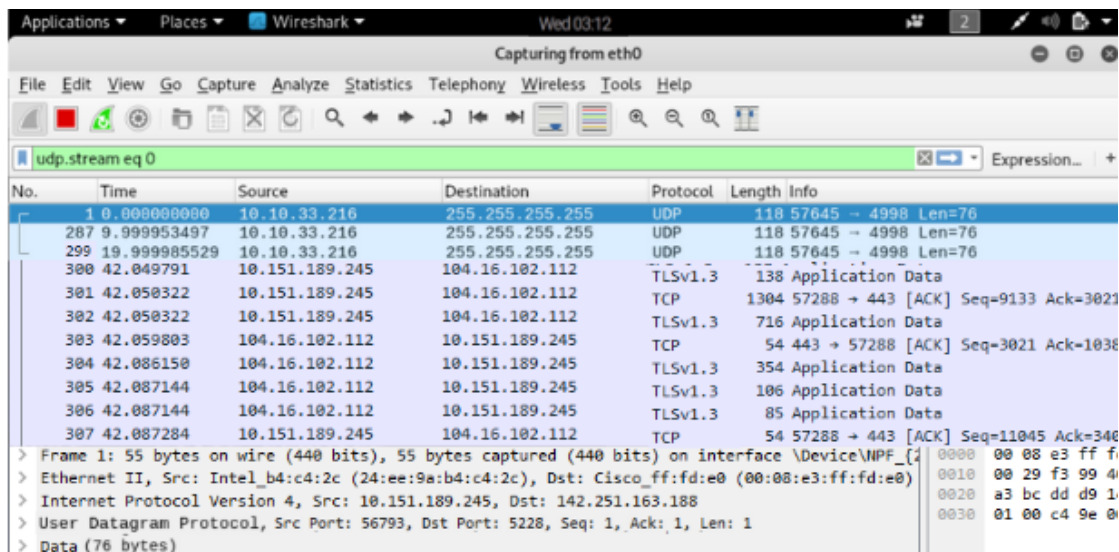 Applications ▾ Places ▾ Wireshark ▾ Wed 03:12 2
Capturing from eth0
File Edit View Go Capture Analyze Statistics Telephony Wireless Tools Help
udp.stream eq 0 Expression... +
No. Time Source Destination Protocol Length Info
1 0.000000000 10.10.33.216 255.255.255.255 UDP 118 57645 → 4998 Len=76
287 9.999953497 10.10.33.216 255.255.255.255 UDP 118 57645 → 4998 Len=76
299 19.999985529 10.10.33.216 255.255.255.255 UDP 118 57645 → 4998 Len=76
300 42.049791 10.151.189.245 104.16.102.112 TLSv1.3 138 Application Data
301 42.050322 10.151.189.245 104.16.102.112 TCP 1304 57288 → 443 [ACK] Seq=9133 Ack=3021
302 42.050322 10.151.189.245 104.16.102.112 TLSv1.3 716 Application Data
303 42.059803 104.16.102.112 10.151.189.245 TCP 54 443 → 57288 [ACK] Seq=3021 Ack=1038
304 42.086150 104.16.102.112 10.151.189.245 TLSv1.3 354 Application Data
305 42.087144 104.16.102.112 10.151.189.245 TLSv1.3 106 Application Data
306 42.087144 104.16.102.112 10.151.189.245 TLSv1.3 85 Application Data
307 42.087284 10.151.189.245 104.16.102.112 TCP 54 57288 → 443 [ACK] Seq=11045 Ack=340
> Frame 1: 55 bytes on wire (440 bits), 55 bytes captured (440 bits) on interface \Device\NPF_{2 0000 00 08 e3 ff f
> Ethernet II, Src: Intel_b4:c4:2c (24:ee:9a:b4:c4:2c), Dst: Cisco_ff:fd:e0 (00:08:e3:ff:fd:e0) 0010 00 29 f3 99 4
> Internet Protocol Version 4, Src: 10.151.189.245, Dst: 142.251.163.188 0020 a3 bc dd d9 1
> User Datagram Protocol, Src Port: 56793, Dst Port: 5228, Seq: 1, Ack: 1, Len: 1 0030 01 00 c4 9e 0
> Data (76 bytes)